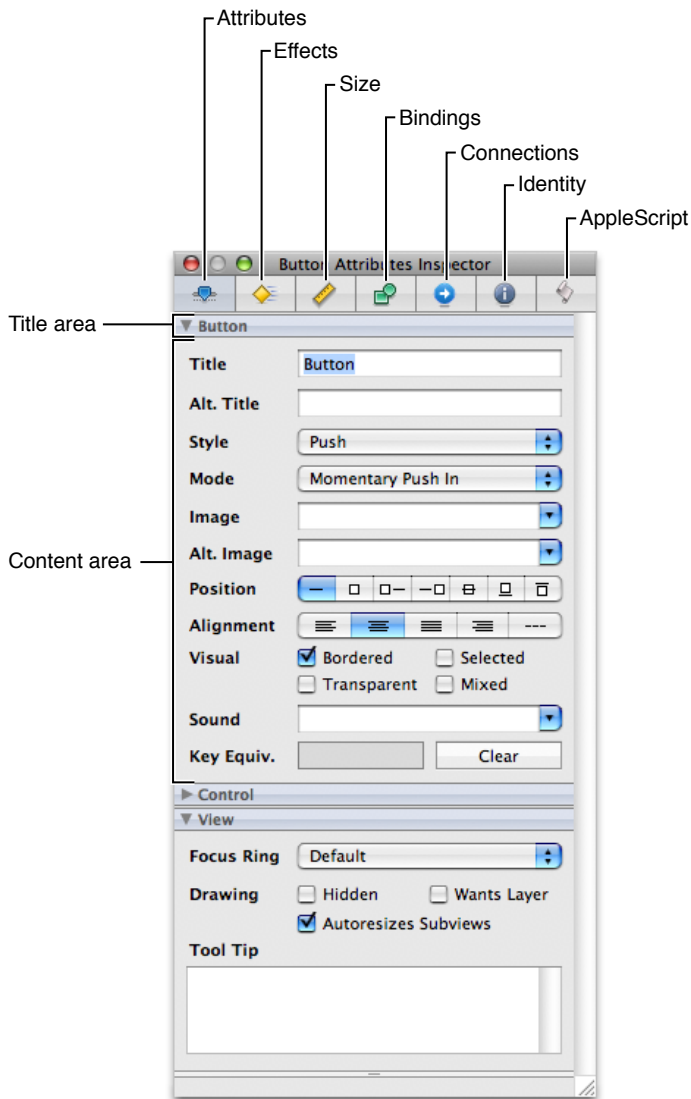 Attributes
Effects
Size
Bindings
Connections
Identity
AppleScript
Button Attributes Inspector
Title area
Button
Title Button
Alt. Title
Style Push
Mode Momentary Push In
Image
Alt. Image
Content area
Position
Alignment
Visual Bordered Selected
Transparent Mixed
Sound
Key Equiv. Clear
Control
View
Focus Ring Default
Drawing Hidden Wants Layer
Autoresizes Subviews
Tool Tip